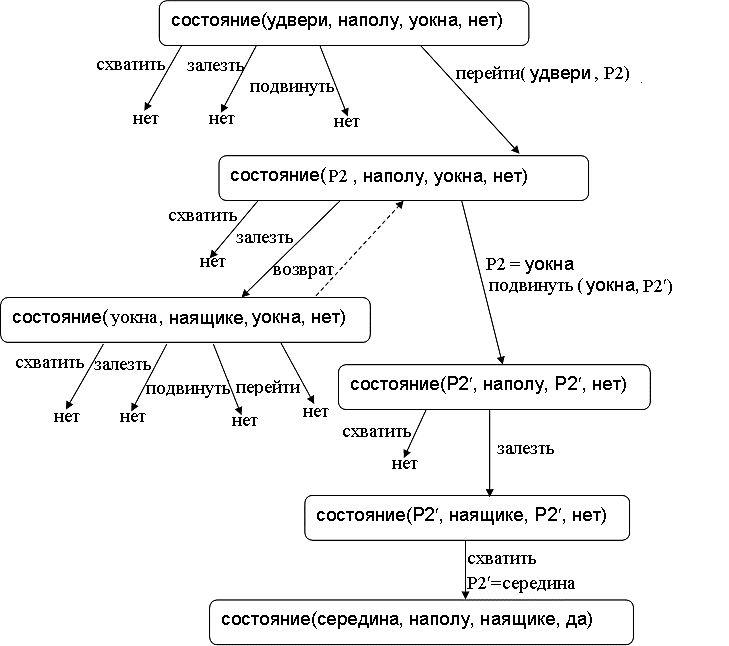 состояние(удвери, наполу, уокна, нет)
схватить
залезть
подвинуть
перейти( удвери , P2)
нет
нет
нет
состояние(P2 , наполу, уокна, нет)
схватить
залезть
нет
возврат
P2 = уокна
подвинуть ( уокна, P2')
состояние(уокна, наящике, уокна, нет)
схватить
залезть
подвинуть
перейти
нет
нет
нет
нет
состояние(P2', наполу, P2', нет)
схватить
залезть
нет
состояние(P2', наящике, P2', нет)
схватить
P2'=середина
состояние(середина, наполу, наящике, да)